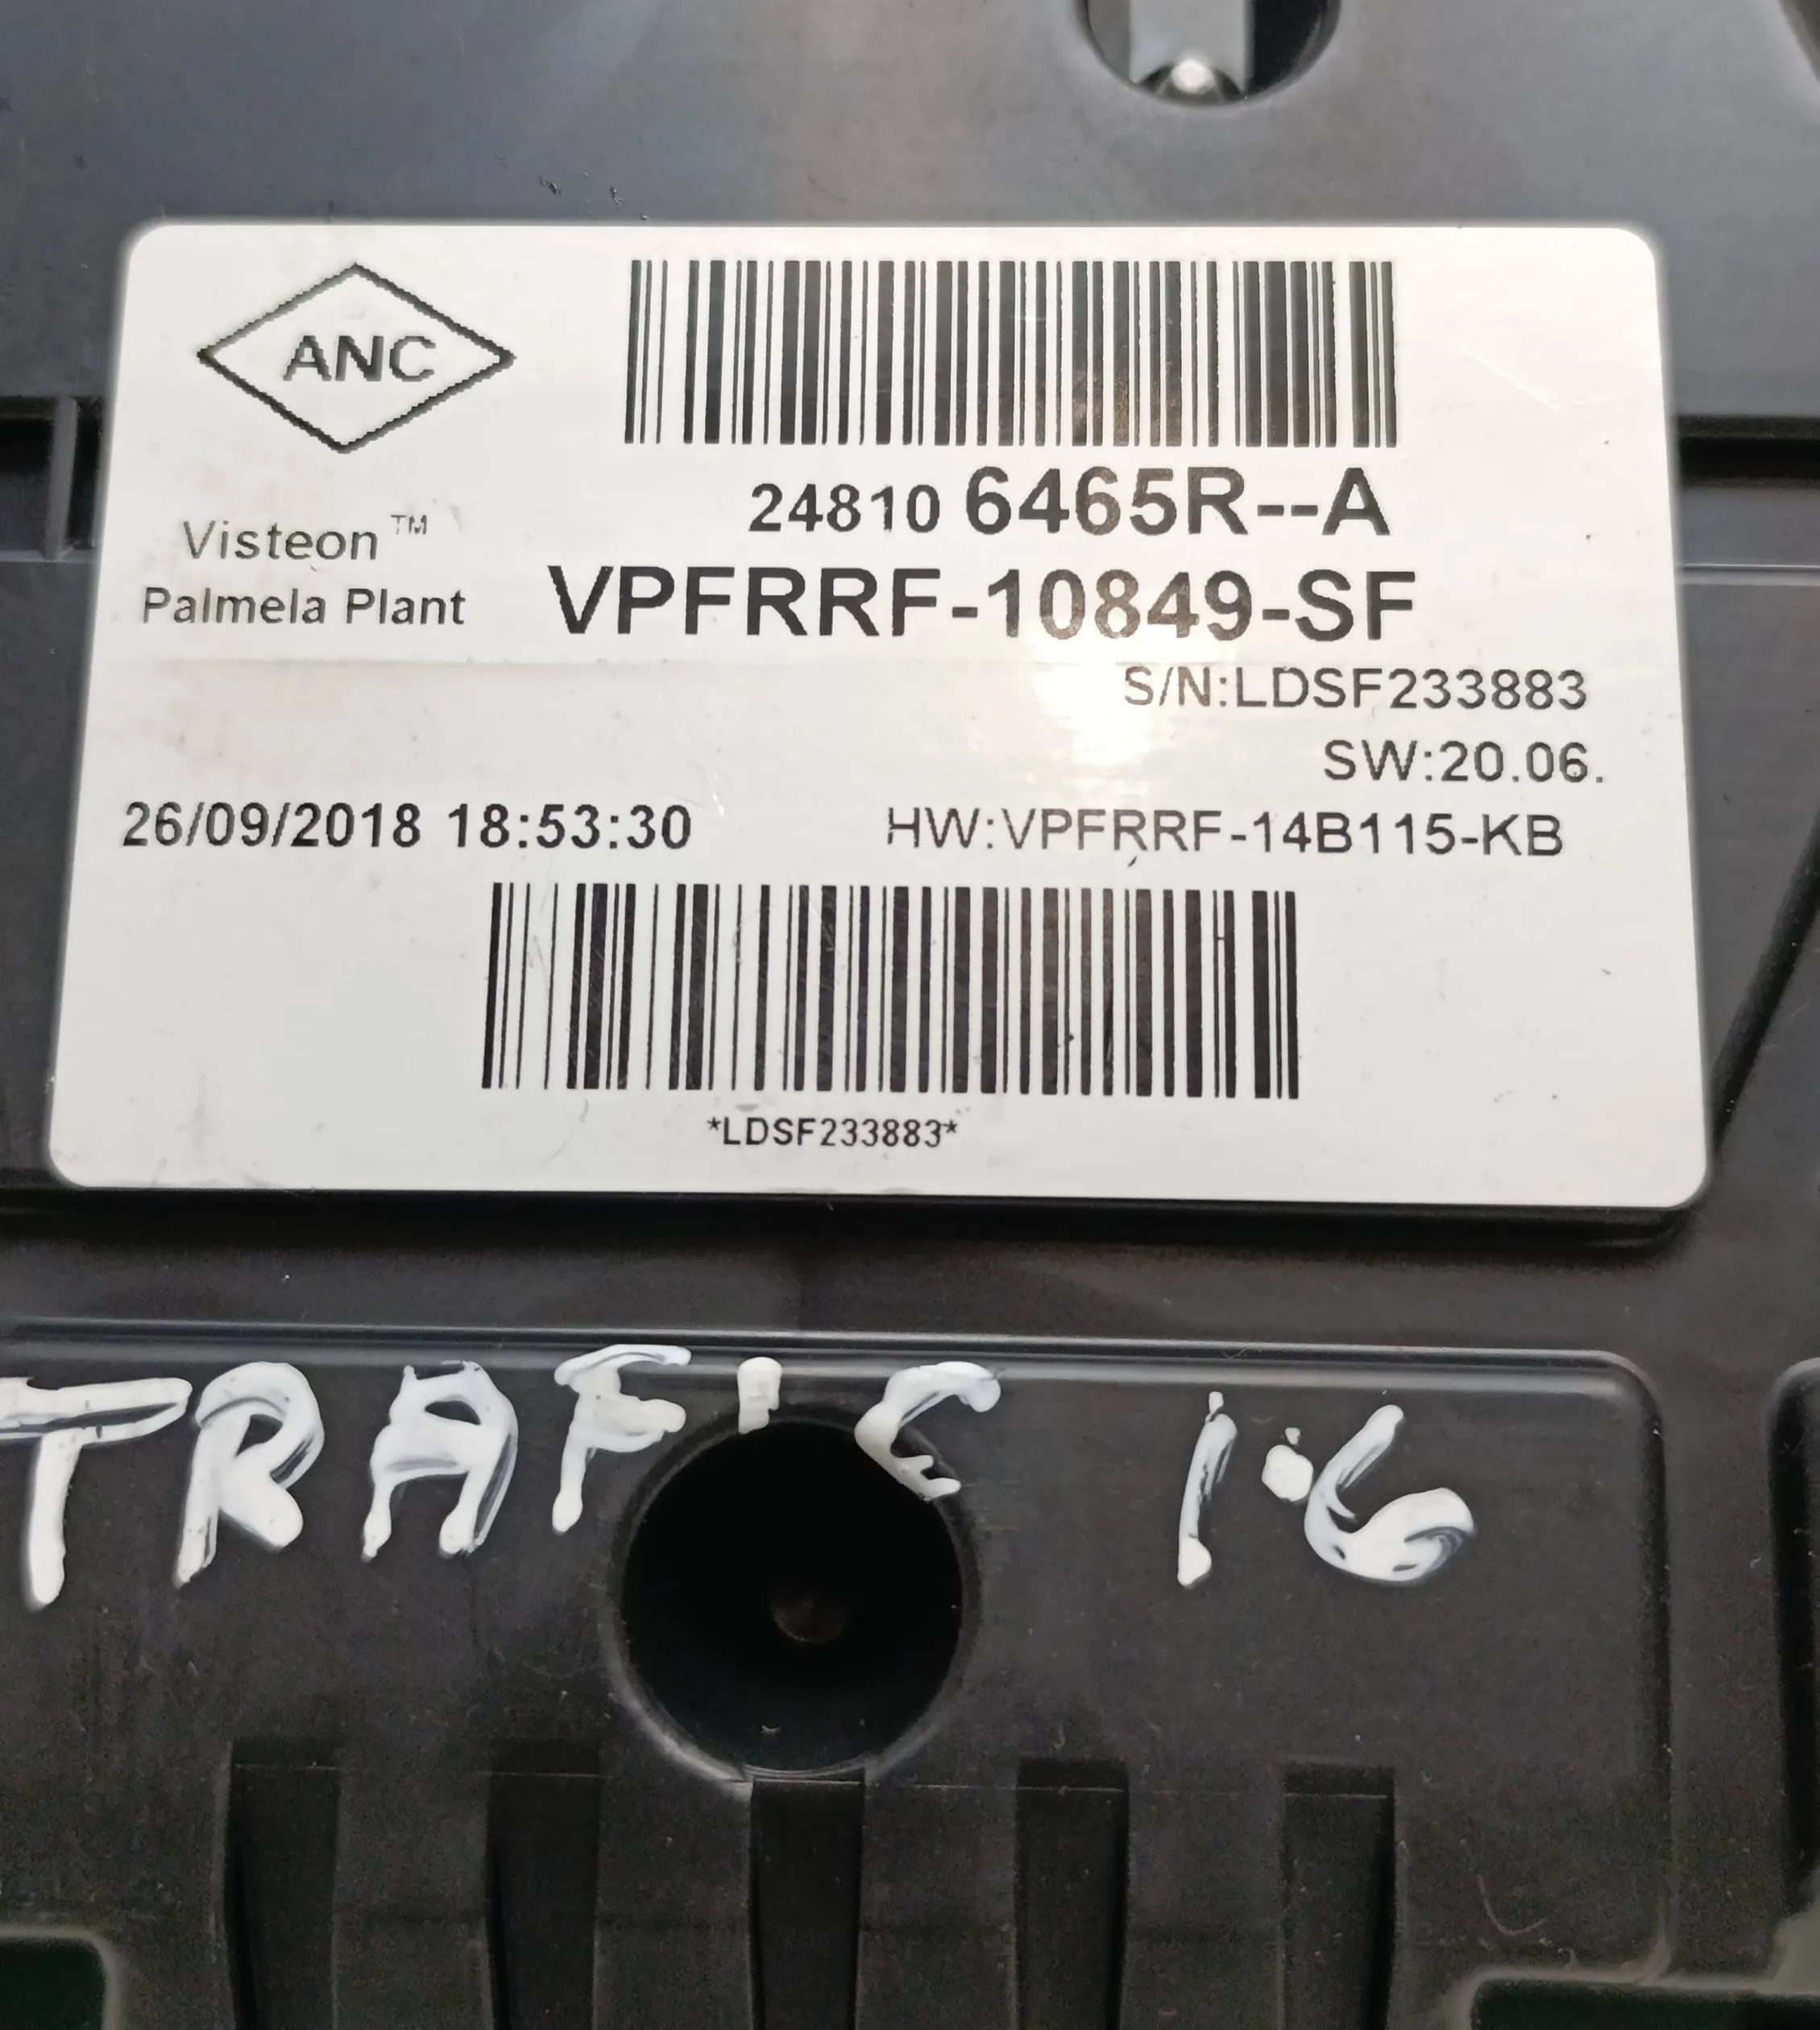 ANC
24810 6465R--A
Visteon™
Palmela Plant
VPFRRF-10849-SF
S/N:LDSF233883
SW:20.06.
26/09/2018 18:53:30
HW:VPFRRF-14B115-KB
*LDSF233883*
TRAFIC 1.6